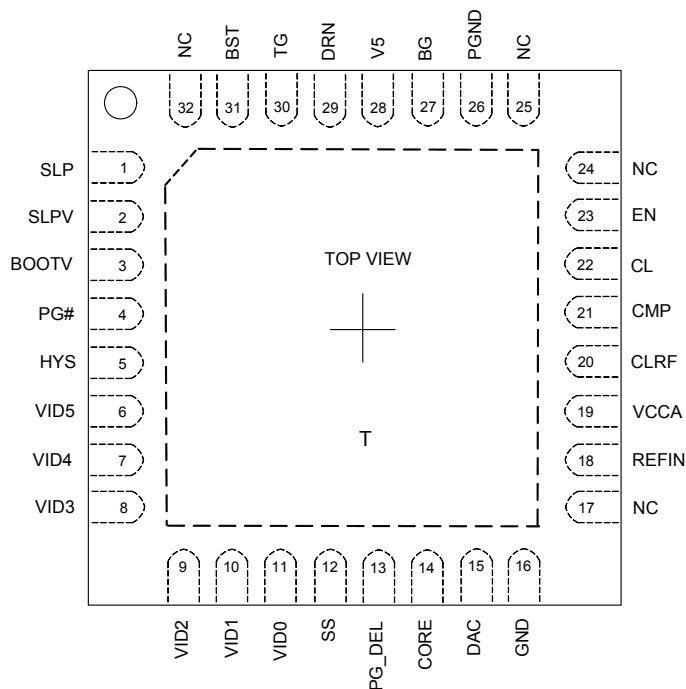 NC BST TG DRN V5 BG PGND NC
32 31 30 29 28 27 26 25
SLP 1 24 NC
SLPV 2 23 EN
BOOTV 3 22 CL
TOP VIEW
PG# 4 21 CMP
HYS 5 20 CLRF
VID5 6 19 VCCA
T
VID4 7 18 REFIN
VID3 8 17 NC
9 10 11 12 13 14 15 16
VID2 VID1 VID0 SS PG_DEL CORE DAC GND